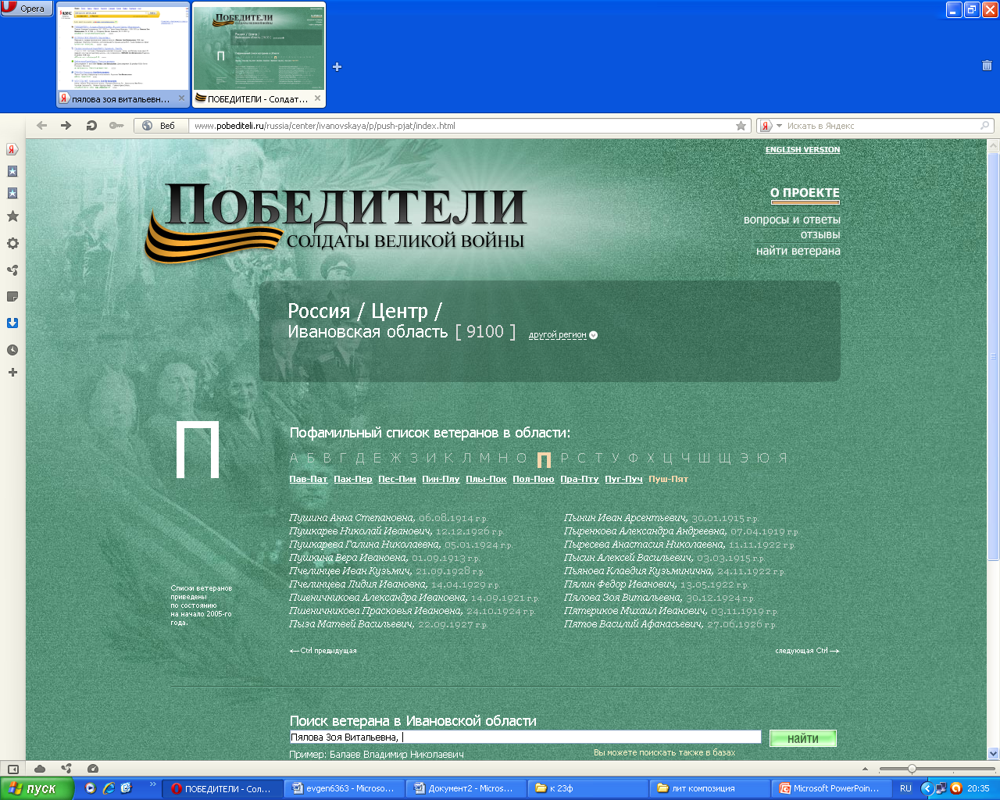 Opera
пялова зоя витальевн...
ПОБЕДИТЕЛИ - Солдат...
Веб
www.pobediteli.ru/russia/center/ivanovskaya/p/push-pjat/index.html
Искать в Яндекс
ENGLISH VERSION
ПОБЕДИТЕЛИ
СОЛДАТЫ ВЕЛИКОЙ ВОЙНЫ
О ПРОЕКТЕ
вопросы и ответы
отзывы
найти ветерана
Россия / Центр /
Ивановская область [ 9100 ] другой регион
П
Пофамильный список ветеранов в области:
А Б В Г Д Е Ж З И К Л М Н О П Р С Т У Ф Х Ц Ч Ш Щ Э Ю Я
Пав-Пат Пах-Пер Пес-Пим Пин-Плу Плы-Пок Пол-Пою Пра-Пту Пуг-Пуч Пуш-Пят
Пушина Анна Степановна, 06.08.1914 г.р.
Пушкарев Николай Иванович, 12.12.1926 г.р.
Пушкарева Галина Николаевна, 05.01.1924 г.р.
Пушкина Вера Ивановна, 01.09.1913 г.р.
Пчелинцев Иван Кузьмич, 21.09.1928 г.р.
Пчелинцева Лидия Ивановна, 14.04.1929 г.р.
Пшеничникова Александра Ивановна, 14.09.1921 г.р.
Пшеничникова Прасковья Ивановна, 24.10.1924 г.р.
Пыза Матвей Васильевич, 22.09.1927 г.р.
Пынин Иван Арсентьевич, 30.01.1915 г.р.
Пыренкова Александра Андреевна, 07.04.1919 г.р.
Пыресева Анастасия Николаевна, 11.11.1922 г.р.
Пысин Алексей Васильевич, 03.03.1915 г.р.
Пьянова Клавдия Кузьминична, 24.11.1922 г.р.
Пялин Федор Иванович, 13.05.1922 г.р.
Пялова Зоя Витальевна, 30.12.1924 г.р.
Пятериков Михаил Иванович, 03.11.1919 г.р.
Пятов Василий Афанасьевич, 27.06.1926 г.р.
Списки ветеранов
приведены
по состоянию
на начало 2005-го
года.
← Ctrl предыдущая
следующая Ctrl →
Поиск ветерана в Ивановской области
Пялова Зоя Витальевна,
найти
Пример: Балаев Владимир Николаевич
Вы можете поискать также в базах
пуск
ПОБЕДИТЕЛИ - Сол...
evgen6363 - Microso...
Документ2 - Micros...
к 23ф
лит композиция
Microsoft PowerPoin...
RU
20:35